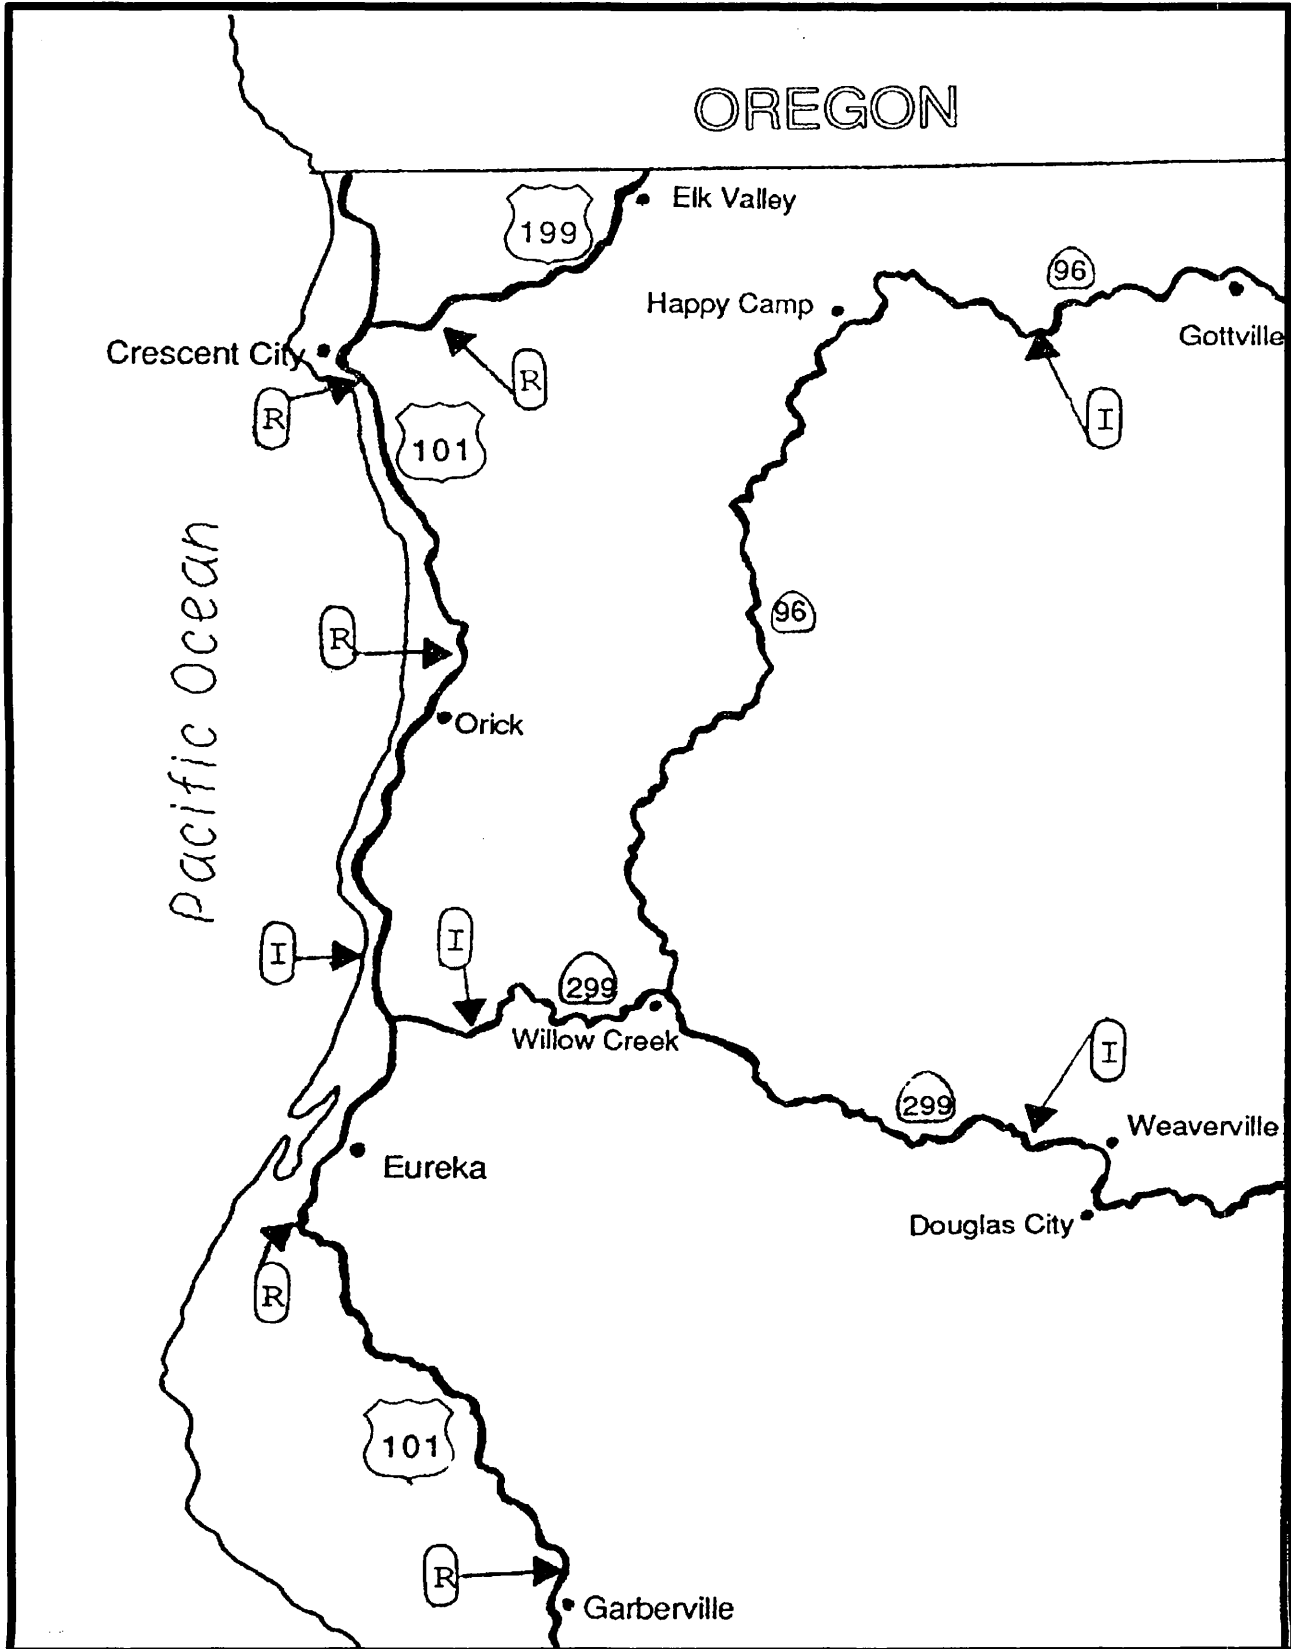 OREGON
199
Elk Valley
96
Happy Camp
Gottville
Crescent City
R
R
I
101
Pacific Ocean
96
R
Orick
I
I
299
Willow Creek
I
299
Weaverville
Eureka
Douglas City
R
101
R
Garberville